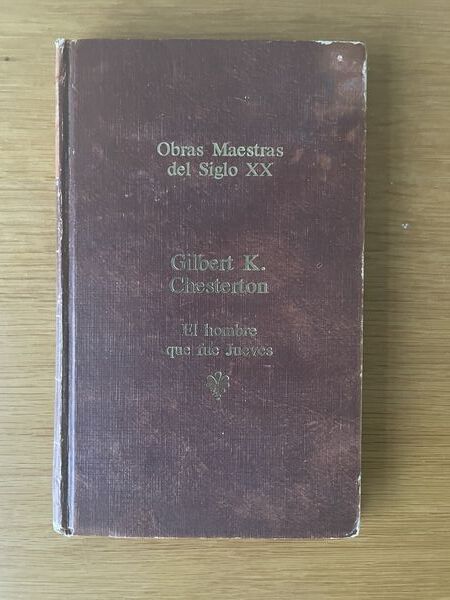 Obras Maestras
del Siglo XX
Gilbert K.
Chesterton
El hombre
que fue Jueves